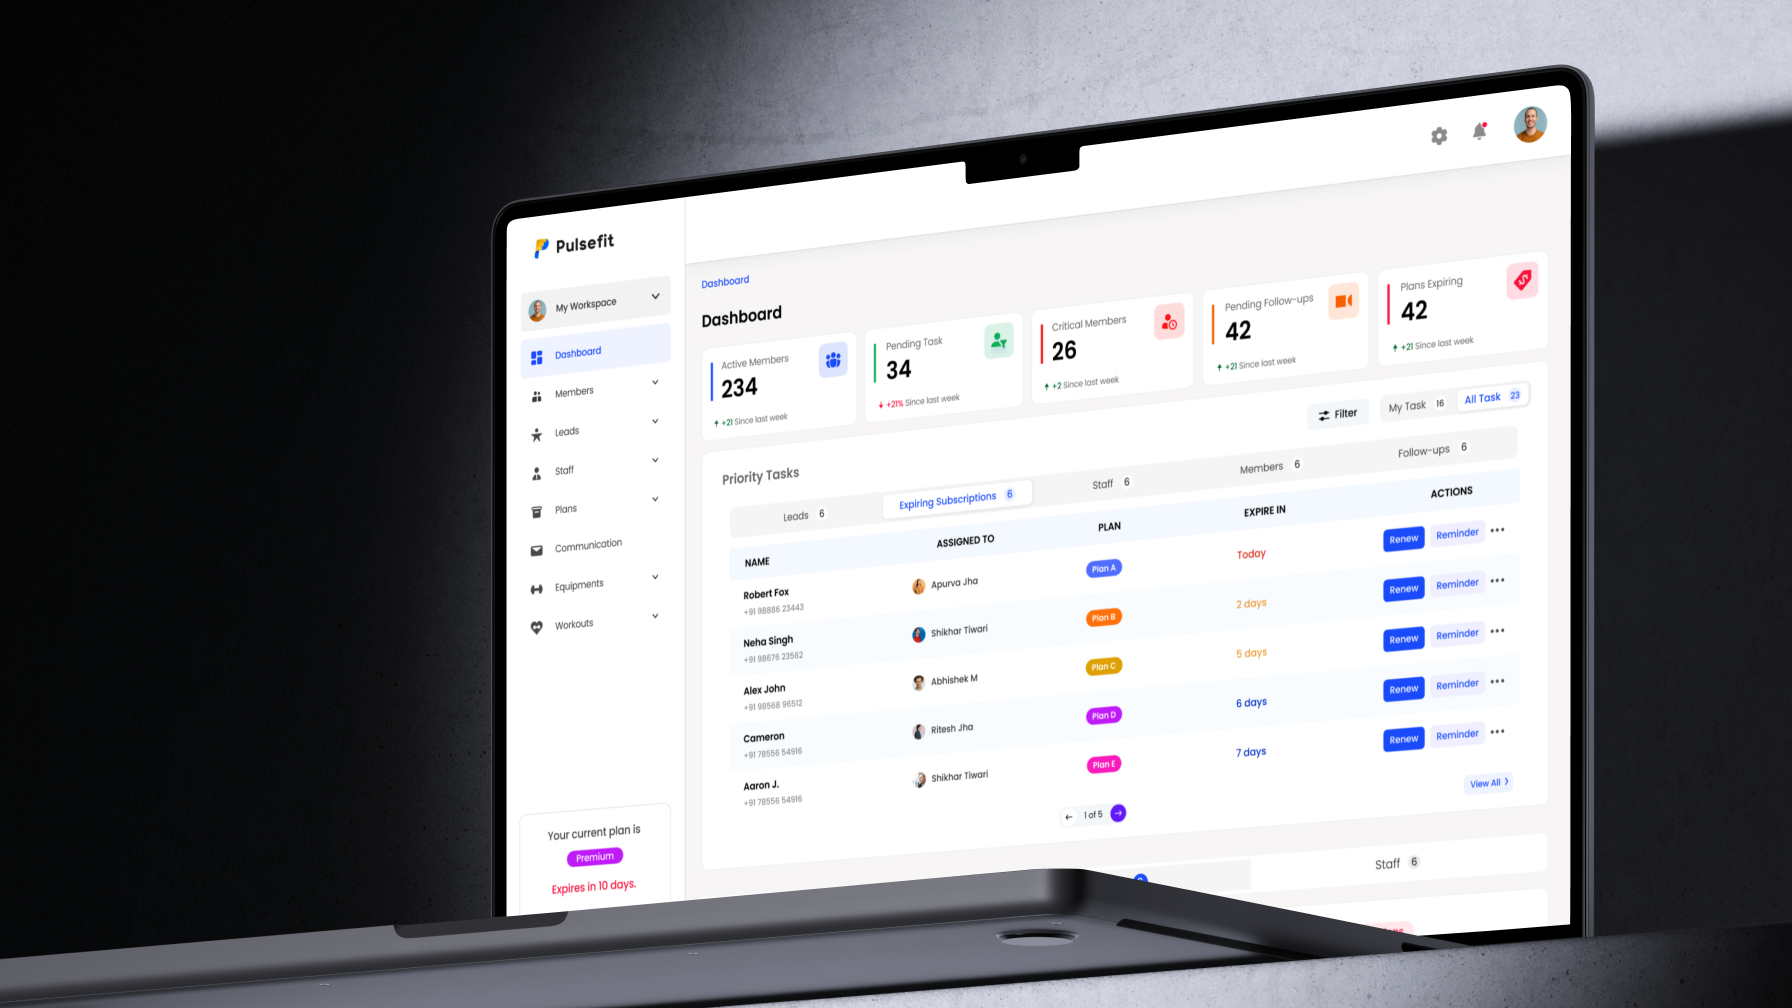 Pulsefit
My Workspace
Dashboard
Members
Leads
Staff
Plans
Communication
Equipments
Workouts
Your current plan is
Premium
Expires in 10 days.
Dashboard
Dashboard
Active Members
234
+21 Since last week
Pending Task
34
+21% Since last week
Critical Members
26
+2 Since last week
Pending Follow-ups
42
+21 Since last week
Plans Expiring
42
+21 Since last week
Filter
My Task 16
All Task 23
Priority Tasks
Leads 6
Expiring Subscriptions 6
Staff 6
Members 6
Follow-ups 6
NAME ASSIGNED TO PLAN EXPIRE IN ACTIONS
Robert Fox Apurva Jha Plan A Today Renew Reminder
+91 98886 23443
Neha Singh Shikhar Tiwari Plan B 2 days Renew Reminder
+91 98676 23562
Alex John Abhishek M Plan C 5 days Renew Reminder
+91 98568 96512
Cameron Ritesh Jha Plan D 6 days Renew Reminder
+91 78556 54916
Aaron J. Shikhar Tiwari Plan E 7 days Renew Reminder
+91 78556 54916
1 of 5
View All
Staff 6